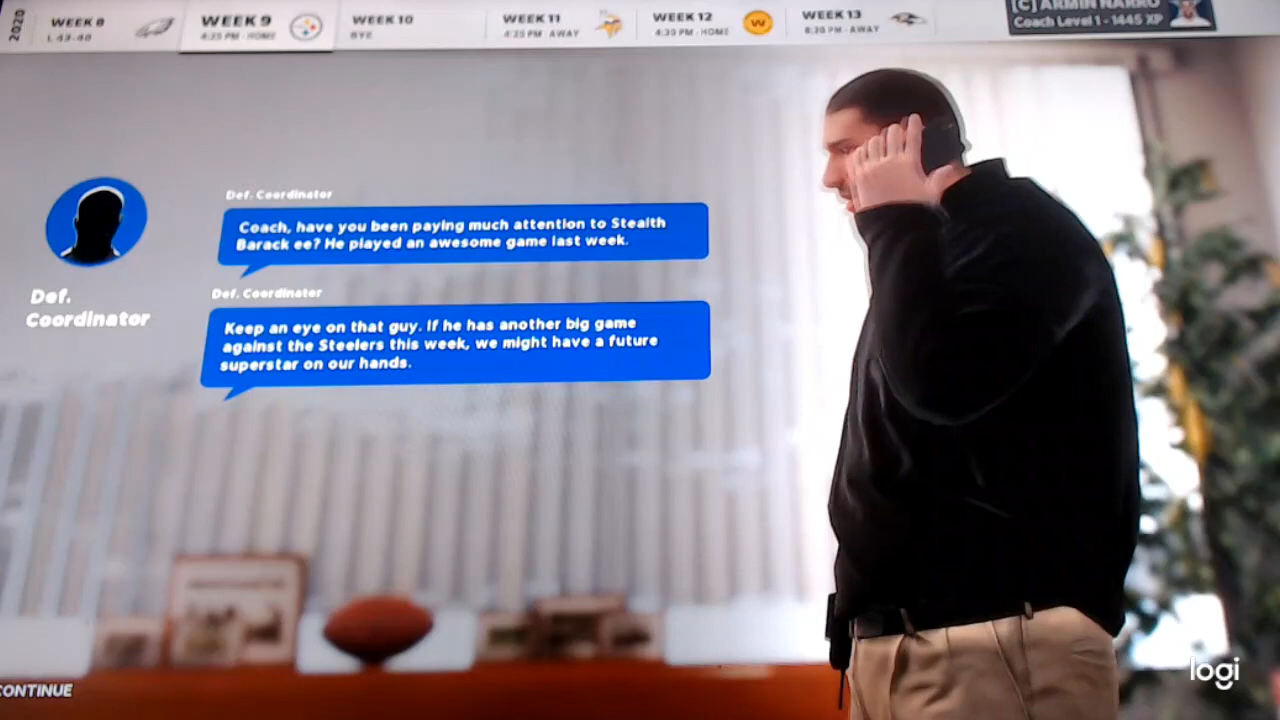 2020
WEEK 8
L 43-48
WEEK 9
4:25 PM - HOME
WEEK 10
BYE
WEEK 11
4:25 PM - AWAY
WEEK 12
4:30 PM - HOME
W
WEEK 13
8:20 PM - AWAY
[C] ARMIN NARRO
Coach Level 1 - 1445 XP
Def. Coordinator
Coach, have you been paying much attention to Stealth
Barack ee? He played an awesome game last week.
Def.
Coordinator
Def. Coordinator
Keep an eye on that guy. If he has another big game
against the Steelers this week, we might have a future
superstar on our hands.
CONTINUE
logi